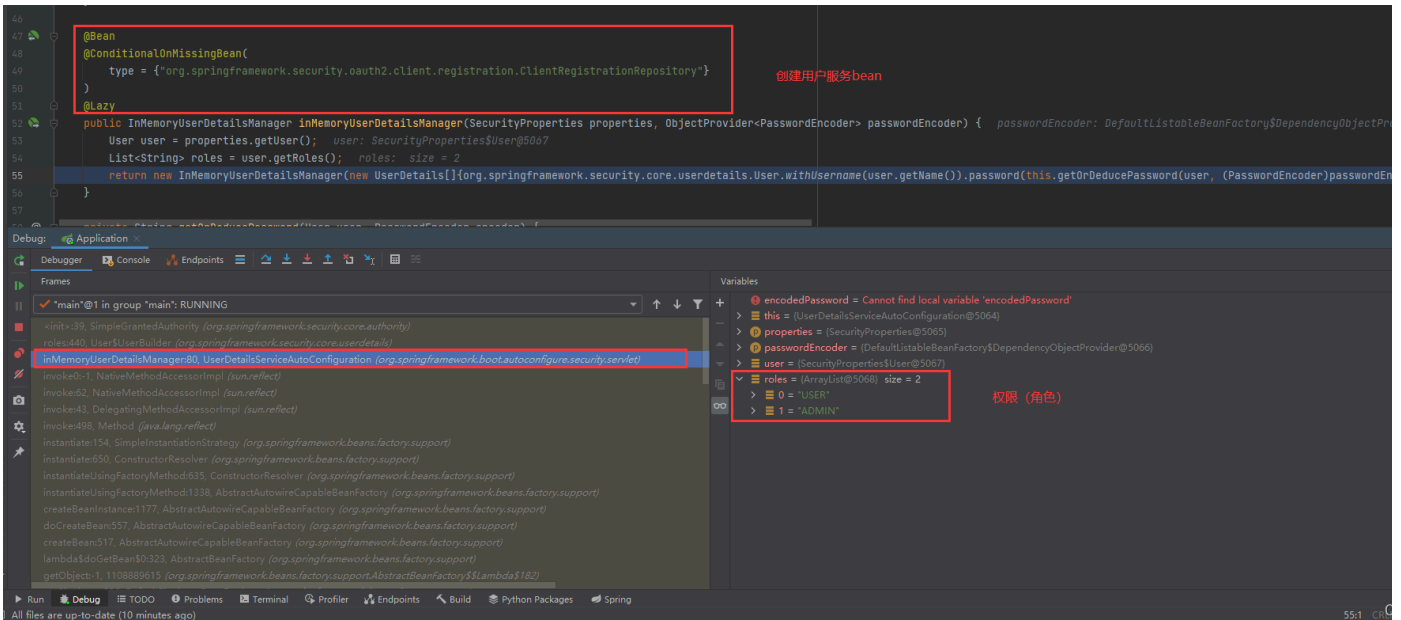 46
47 @Bean
48 @ConditionalOnMissingBean(
49 type = {"org.springframework.security.oauth2.client.registration.ClientRegistrationRepository"}
创建用户服务bean
50 )
51 @Lazy
52 public InMemoryUserDetailsManager inMemoryUserDetailsManager(SecurityProperties properties, ObjectProvider<PasswordEncoder> passwordEncoder) { passwordEncoder: DefaultListableBeanFactory$DependencyObjectPro
53 User user = properties.getUser(); user: SecurityProperties$User@5067
54 List<String> roles = user.getRoles(); roles: size = 2
55 return new InMemoryUserDetailsManager(new UserDetails[]{org.springframework.security.core.userdetails.User.withUsername(user.getName()).password(this.getOrDeducePassword(user, (PasswordEncoder)passwordEn
56 }
57
Debug: Application ×
Debugger Console Endpoints
Frames
Variables
"main"@1 in group "main": RUNNING
<init>:39, SimpleGrantedAuthority (org.springframework.security.core.authority)
roles:440, User$UserBuilder (org.springframework.security.core.userdetails)
inMemoryUserDetailsManager:80, UserDetailsServiceAutoConfiguration (org.springframework.boot.autoconfigure.security.servlet)
invoke0:-1, NativeMethodAccessorImpl (sun.reflect)
invoke:62, NativeMethodAccessorImpl (sun.reflect)
invoke:43, DelegatingMethodAccessorImpl (sun.reflect)
invoke:498, Method (java.lang.reflect)
instantiate:154, SimpleInstantiationStrategy (org.springframework.beans.factory.support)
instantiate:650, ConstructorResolver (org.springframework.beans.factory.support)
instantiateUsingFactoryMethod:635, ConstructorResolver (org.springframework.beans.factory.support)
instantiateUsingFactoryMethod:1338, AbstractAutowireCapableBeanFactory (org.springframework.beans.factory.support)
createBeanInstance:1177, AbstractAutowireCapableBeanFactory (org.springframework.beans.factory.support)
doCreateBean:557, AbstractAutowireCapableBeanFactory (org.springframework.beans.factory.support)
createBean:517, AbstractAutowireCapableBeanFactory (org.springframework.beans.factory.support)
lambda$doGetBean$0:323, AbstractBeanFactory (org.springframework.beans.factory.support)
getObject:-1, 1108889615 (org.springframework.beans.factory.support.AbstractBeanFactory$$Lambda$182)
encodedPassword = Cannot find local variable 'encodedPassword'
this = {UserDetailsServiceAutoConfiguration@5064}
properties = {SecurityProperties@5065}
passwordEncoder = {DefaultListableBeanFactory$DependencyObjectProvider@5066}
user = {SecurityProperties$User@5067}
roles = {ArrayList@5068} size = 2
0 = "USER"
1 = "ADMIN"
权限（角色）
Run Debug TODO Problems Terminal Profiler Endpoints Build Python Packages Spring
All files are up-to-date (10 minutes ago)
55:1